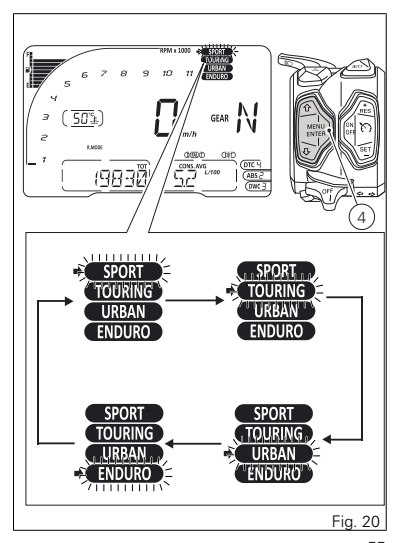 RPM x 1000
SPORT
TOURING
URBAN
ENDURO
1 2 3 4 5 6 7 8 9 10 11
50°
R.MODE
0 m/h
GEAR N
TOT
19830
CONS. AVG
5.2 L/100
DTC 4
ABS 2
DWC 3
MENU
ENTER
RES
ON
OFF
SET
OFF
4
SPORT
TOURING
URBAN
ENDURO
SPORT
TOURING
URBAN
ENDURO
SPORT
TOURING
URBAN
ENDURO
SPORT
TOURING
URBAN
ENDURO
Fig. 20